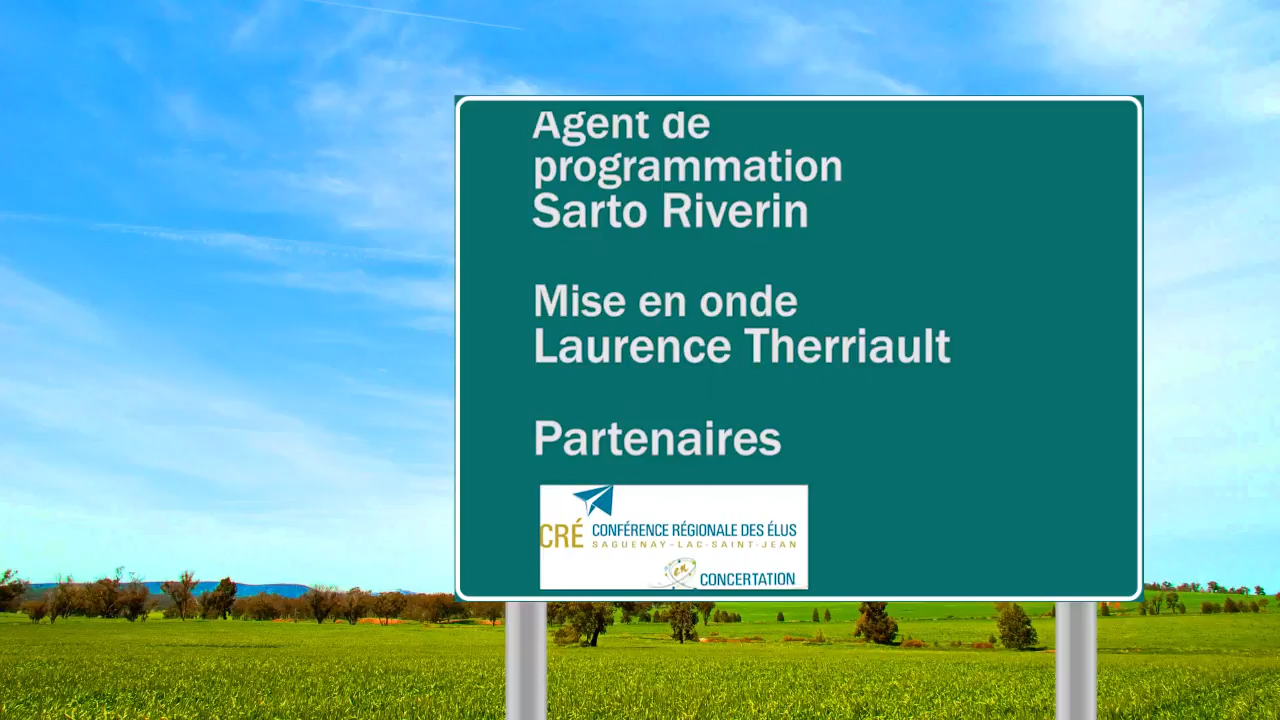 Agent de
programmation
Sarto Riverin
Mise en onde
Laurence Therriault
Partenaires
CRÉ CONFÉRENCE RÉGIONALE DES ÉLUS
SAGUENAY-LAC-SAINT-JEAN
en CONCERTATION